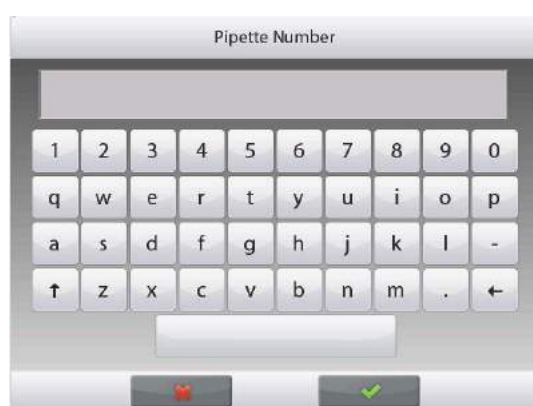 Pipette Number
1 2 3 4 5 6 7 8 9 0
q w e r t y u i o p
a s d f g h j k l -
↑ z x c v b n m . ←